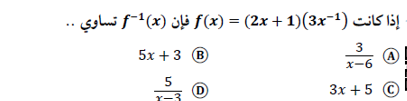 إذا كانت f(x) = (2x + 1)(3x⁻¹) فإن f⁻¹(x) تساوي ..
Ⓐ 3/(x−6) Ⓑ 5x + 3
Ⓒ 3x + 5 Ⓓ 5/(x−3)